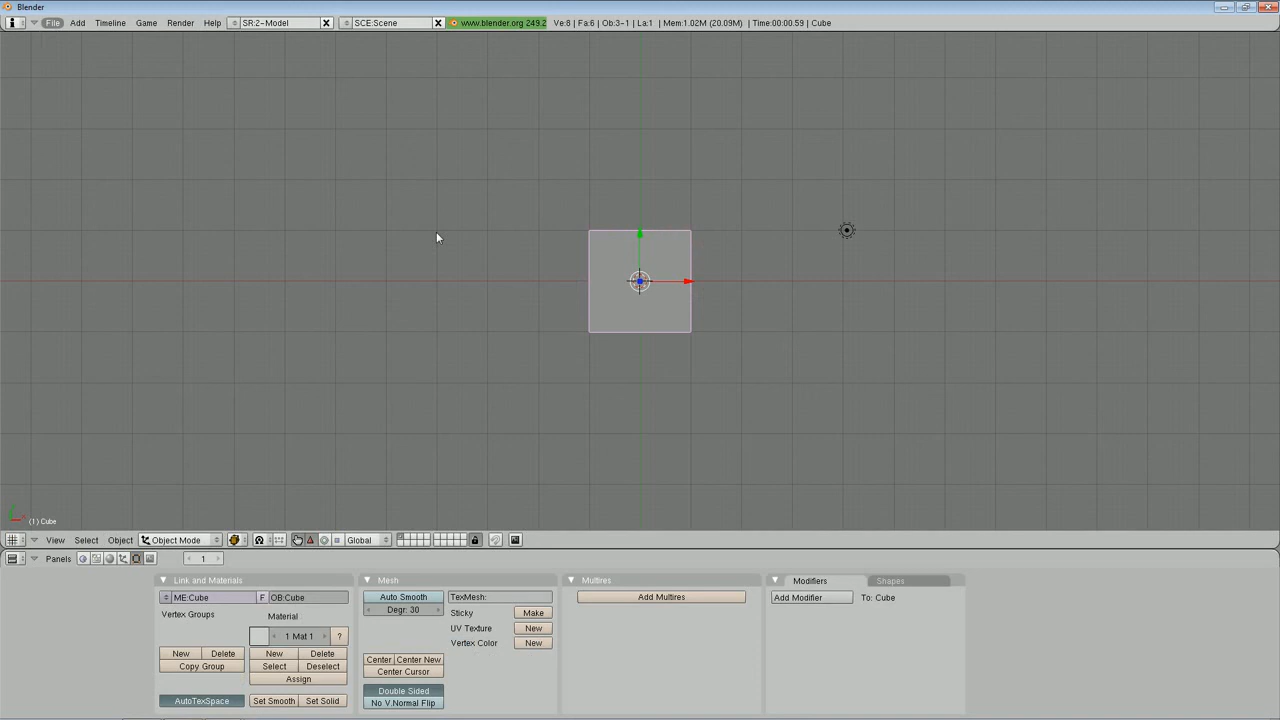 Blender
File Add Timeline Game Render Help SR:2-Model SCE:Scene www.blender.org 249.2 Ve:8 | Fa:6 | Ob:3-1 | La:1 | Mem:1.02M (20.09M) | Time:00:00.59 | Cube
(1) Cube
View Select Object Object Mode Global
Panels 1
Link and Materials Mesh Multires Modifiers Shapes
ME:Cube F OB:Cube Auto Smooth TexMesh: Add Multires Add Modifier To: Cube
Degr: 30
Vertex Groups Material Sticky Make
UV Texture New
1 Mat 1 ? Vertex Color New
New Delete New Delete Center Center New
Copy Group Select Deselect Center Cursor
Assign
Double Sided
AutoTexSpace Set Smooth Set Solid No V.Normal Flip